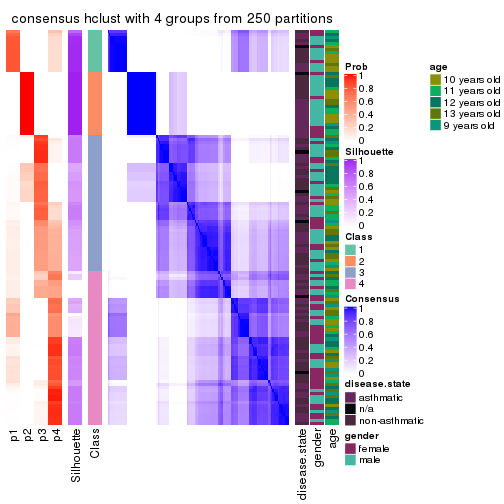 consensus hclust with 4 groups from 250 partitions
p1
p2
p3
p4
Silhouette
Class
disease.state
gender
age
Prob
1
0.8
0.6
0.4
0.2
0
Silhouette
1
0.8
0.6
0.4
0.2
0
Class
1
2
3
4
Consensus
1
0.8
0.6
0.4
0.2
0
disease.state
asthmatic
n/a
non-asthmatic
gender
female
male
age
10 years old
11 years old
12 years old
13 years old
9 years old